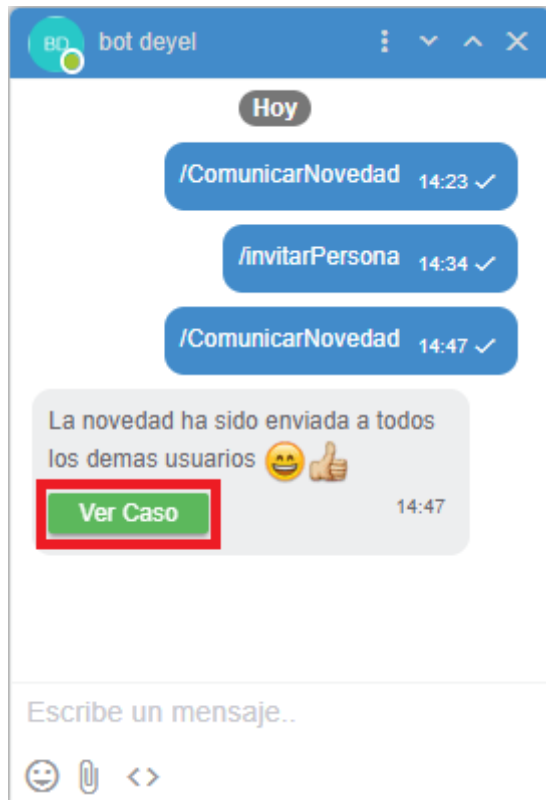 BD bot deyel
Hoy
/ComunicarNovedad 14:23
/invitarPersona 14:34
/ComunicarNovedad 14:47
La novedad ha sido enviada a todos
los demas usuarios
Ver Caso 14:47
Escribe un mensaje..